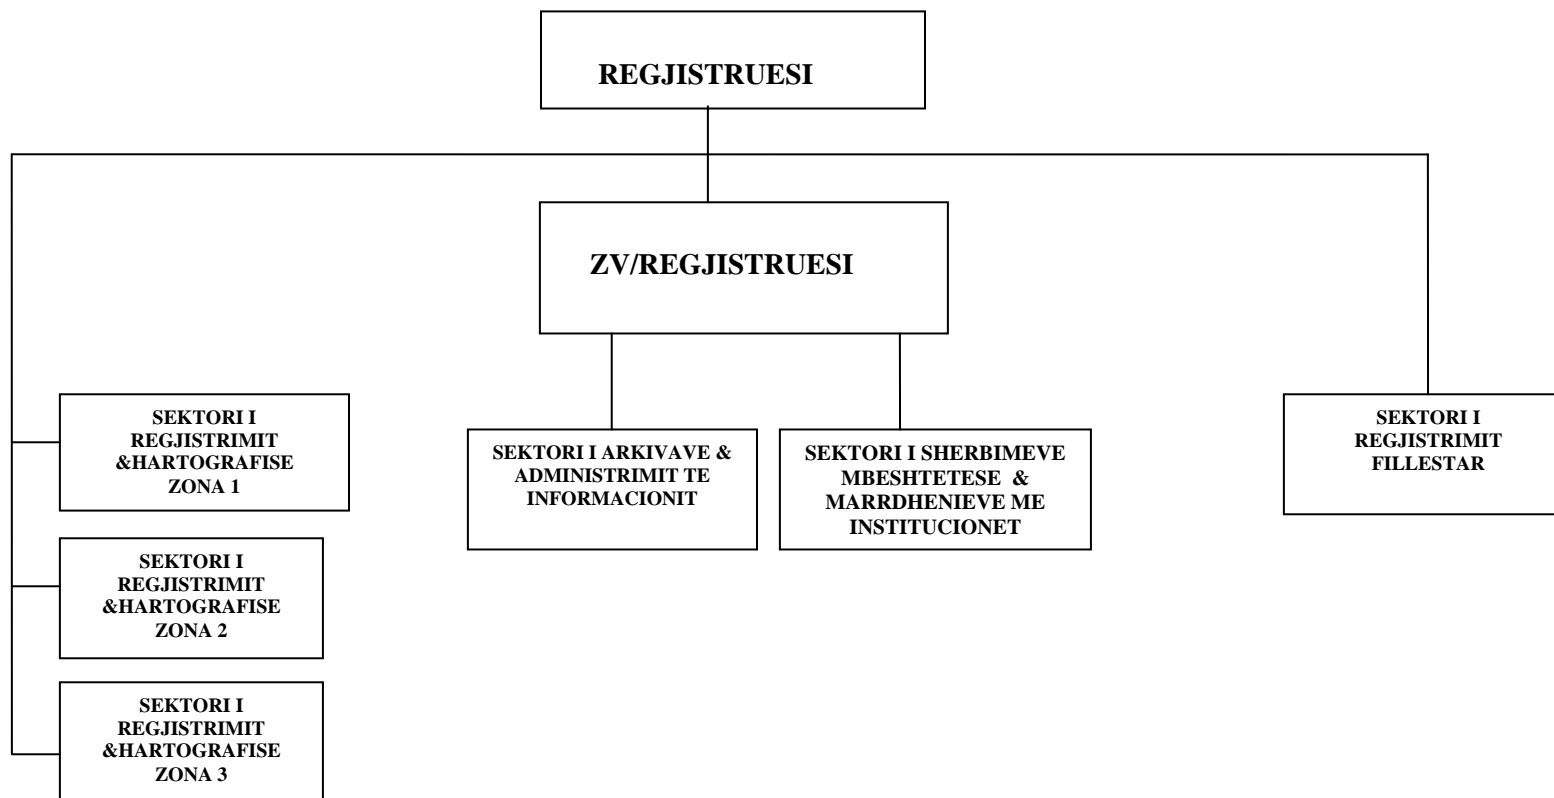 REGJISTRUESI
ZV/REGJISTRUESI
SEKTORI I
REGJISTRIMIT
&HARTOGRAFISE
ZONA 1
SEKTORI I ARKIVAVE &
ADMINISTRIMIT TE
INFORMACIONIT
SEKTORI I SHERBIMEVE
MBESHTETESE &
MARRDHENIEVE ME
INSTITUCIONET
SEKTORI I
REGJISTRIMIT
FILLESTAR
SEKTORI I
REGJISTRIMIT
&HARTOGRAFISE
ZONA 2
SEKTORI I
REGJISTRIMIT
&HARTOGRAFISE
ZONA 3